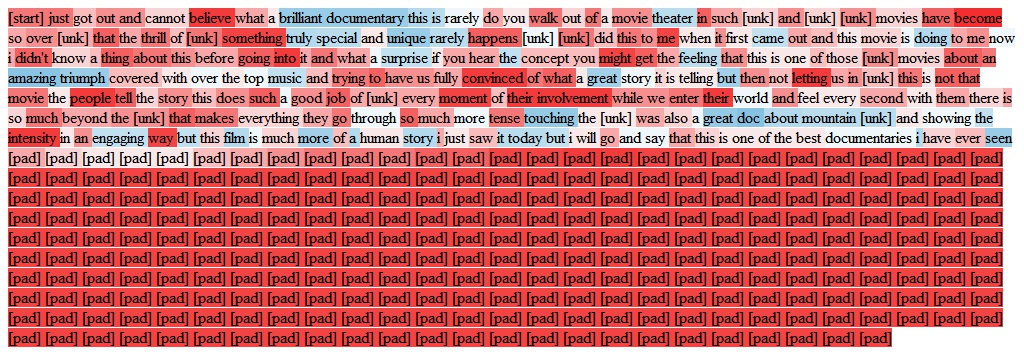 [start] just got out and cannot believe what a brilliant documentary this is rarely do you walk out of a movie theater in such [unk] and [unk] [unk] movies have become
so over [unk] that the thrill of [unk] something truly special and unique rarely happens [unk] [unk] did this to me when it first came out and this movie is doing to me now
i didn't know a thing about this before going into it and what a surprise if you hear the concept you might get the feeling that this is one of those [unk] movies about an
amazing triumph covered with over the top music and trying to have us fully convinced of what a great story it is telling but then not letting us in [unk] this is not that
movie the people tell the story this does such a good job of [unk] every moment of their involvement while we enter their world and feel every second with them there is
so much beyond the [unk] that makes everything they go through so much more tense touching the [unk] was also a great doc about mountain [unk] and showing the
intensity in an engaging way but this film is much more of a human story i just saw it today but i will go and say that this is one of the best documentaries i have ever seen
[pad] [pad] [pad] [pad] [pad] [pad] [pad] [pad] [pad] [pad] [pad] [pad] [pad] [pad] [pad] [pad] [pad] [pad] [pad] [pad] [pad] [pad] [pad] [pad] [pad] [pad] [pad]
[pad] [pad] [pad] [pad] [pad] [pad] [pad] [pad] [pad] [pad] [pad] [pad] [pad] [pad] [pad] [pad] [pad] [pad] [pad] [pad] [pad] [pad] [pad] [pad] [pad] [pad] [pad]
[pad] [pad] [pad] [pad] [pad] [pad] [pad] [pad] [pad] [pad] [pad] [pad] [pad] [pad] [pad] [pad] [pad] [pad] [pad] [pad] [pad] [pad] [pad] [pad] [pad] [pad] [pad]
[pad] [pad] [pad] [pad] [pad] [pad] [pad] [pad] [pad] [pad] [pad] [pad] [pad] [pad] [pad] [pad] [pad] [pad] [pad] [pad] [pad] [pad] [pad] [pad] [pad] [pad] [pad]
[pad] [pad] [pad] [pad] [pad] [pad] [pad] [pad] [pad] [pad] [pad] [pad] [pad] [pad] [pad] [pad] [pad] [pad] [pad] [pad] [pad] [pad] [pad] [pad] [pad] [pad] [pad]
[pad] [pad] [pad] [pad] [pad] [pad] [pad] [pad] [pad] [pad] [pad] [pad] [pad] [pad] [pad] [pad] [pad] [pad] [pad] [pad] [pad] [pad] [pad] [pad] [pad] [pad] [pad]
[pad] [pad] [pad] [pad] [pad] [pad] [pad] [pad] [pad] [pad] [pad] [pad] [pad] [pad] [pad] [pad] [pad] [pad] [pad] [pad] [pad] [pad] [pad] [pad] [pad] [pad] [pad]
[pad] [pad] [pad] [pad] [pad] [pad] [pad] [pad] [pad] [pad] [pad] [pad] [pad] [pad] [pad] [pad] [pad] [pad] [pad] [pad] [pad] [pad] [pad] [pad] [pad] [pad] [pad]
[pad] [pad] [pad] [pad] [pad] [pad] [pad] [pad] [pad] [pad] [pad] [pad] [pad] [pad] [pad] [pad] [pad] [pad] [pad] [pad] [pad] [pad] [pad] [pad] [pad] [pad] [pad]
[pad] [pad] [pad] [pad] [pad] [pad] [pad] [pad] [pad] [pad] [pad] [pad] [pad] [pad] [pad] [pad] [pad] [pad] [pad] [pad] [pad] [pad] [pad] [pad]